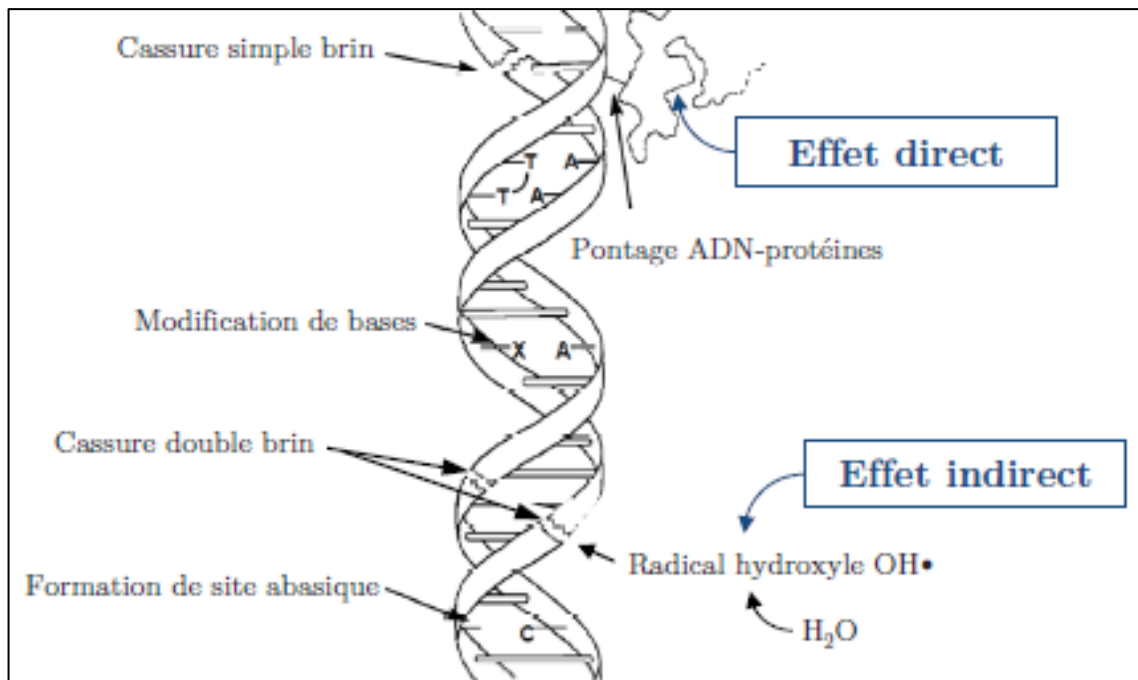 Cassure simple brin
Effet direct
T A
T A
Pontage ADN-protéines
Modification de bases
X A
Cassure double brin
Effet indirect
Radical hydroxyle OH•
Formation de site abasique
H₂O
C